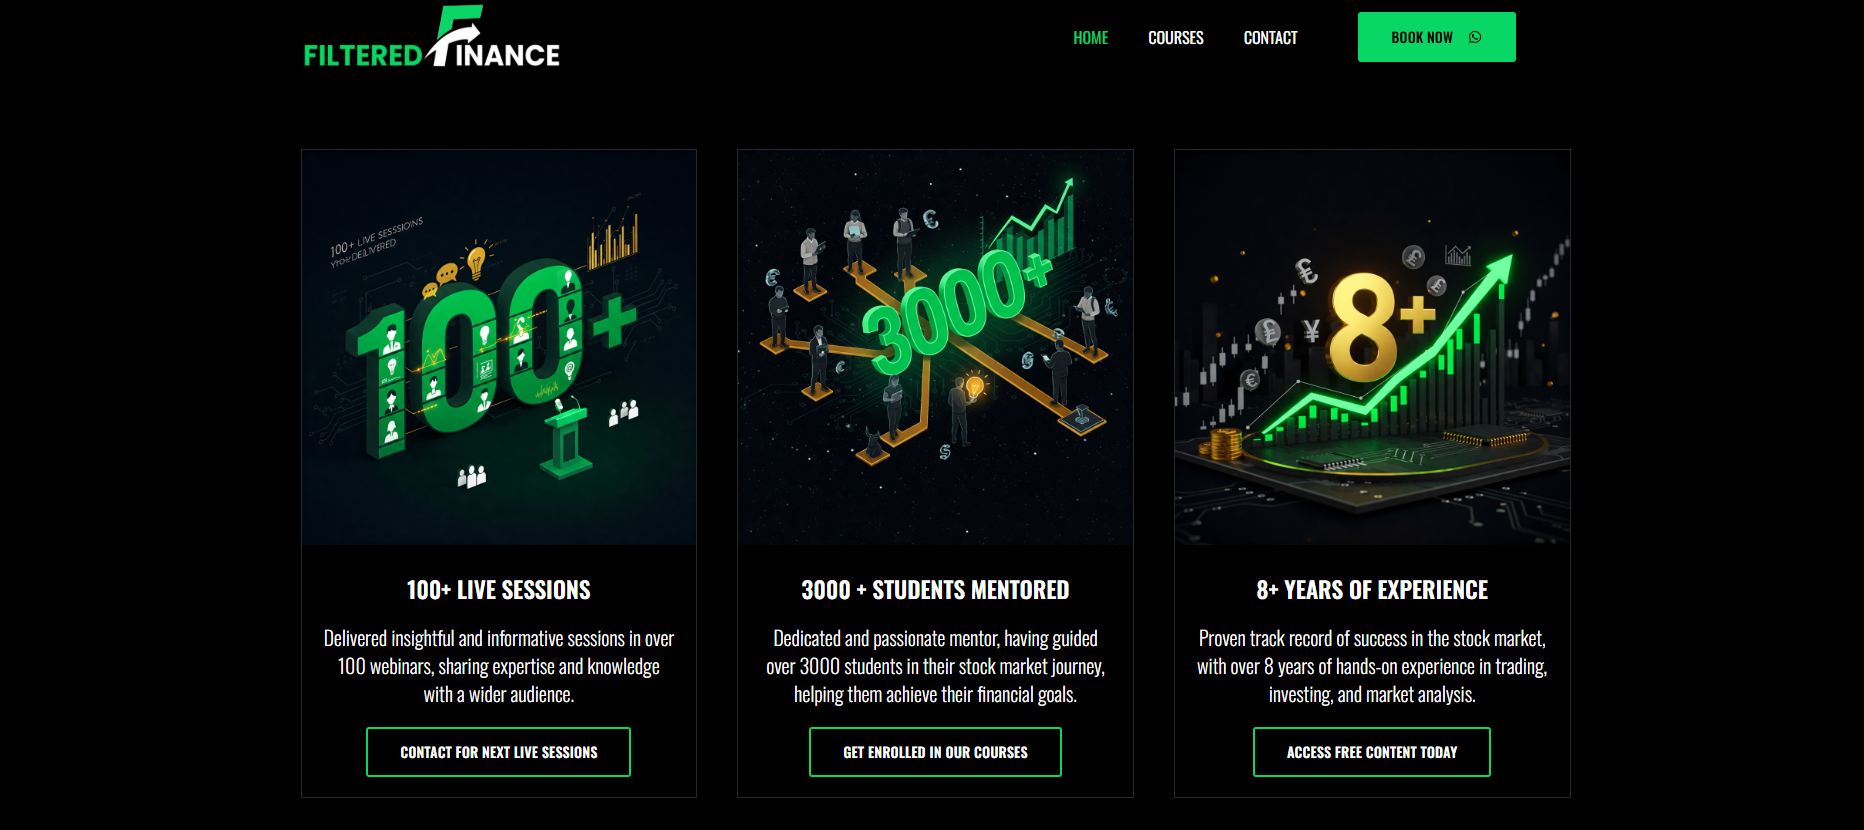 FILTERED FINANCE
HOME
COURSES
CONTACT
BOOK NOW
100+ LIVE SESSSIOINS
DELIVERED
100+
3000+
8+
100+ LIVE SESSIONS
Delivered insightful and informative sessions in over
100 webinars, sharing expertise and knowledge
with a wider audience.
CONTACT FOR NEXT LIVE SESSIONS
3000 + STUDENTS MENTORED
Dedicated and passionate mentor, having guided
over 3000 students in their stock market journey,
helping them achieve their financial goals.
GET ENROLLED IN OUR COURSES
8+ YEARS OF EXPERIENCE
Proven track record of success in the stock market,
with over 8 years of hands-on experience in trading,
investing, and market analysis.
ACCESS FREE CONTENT TODAY